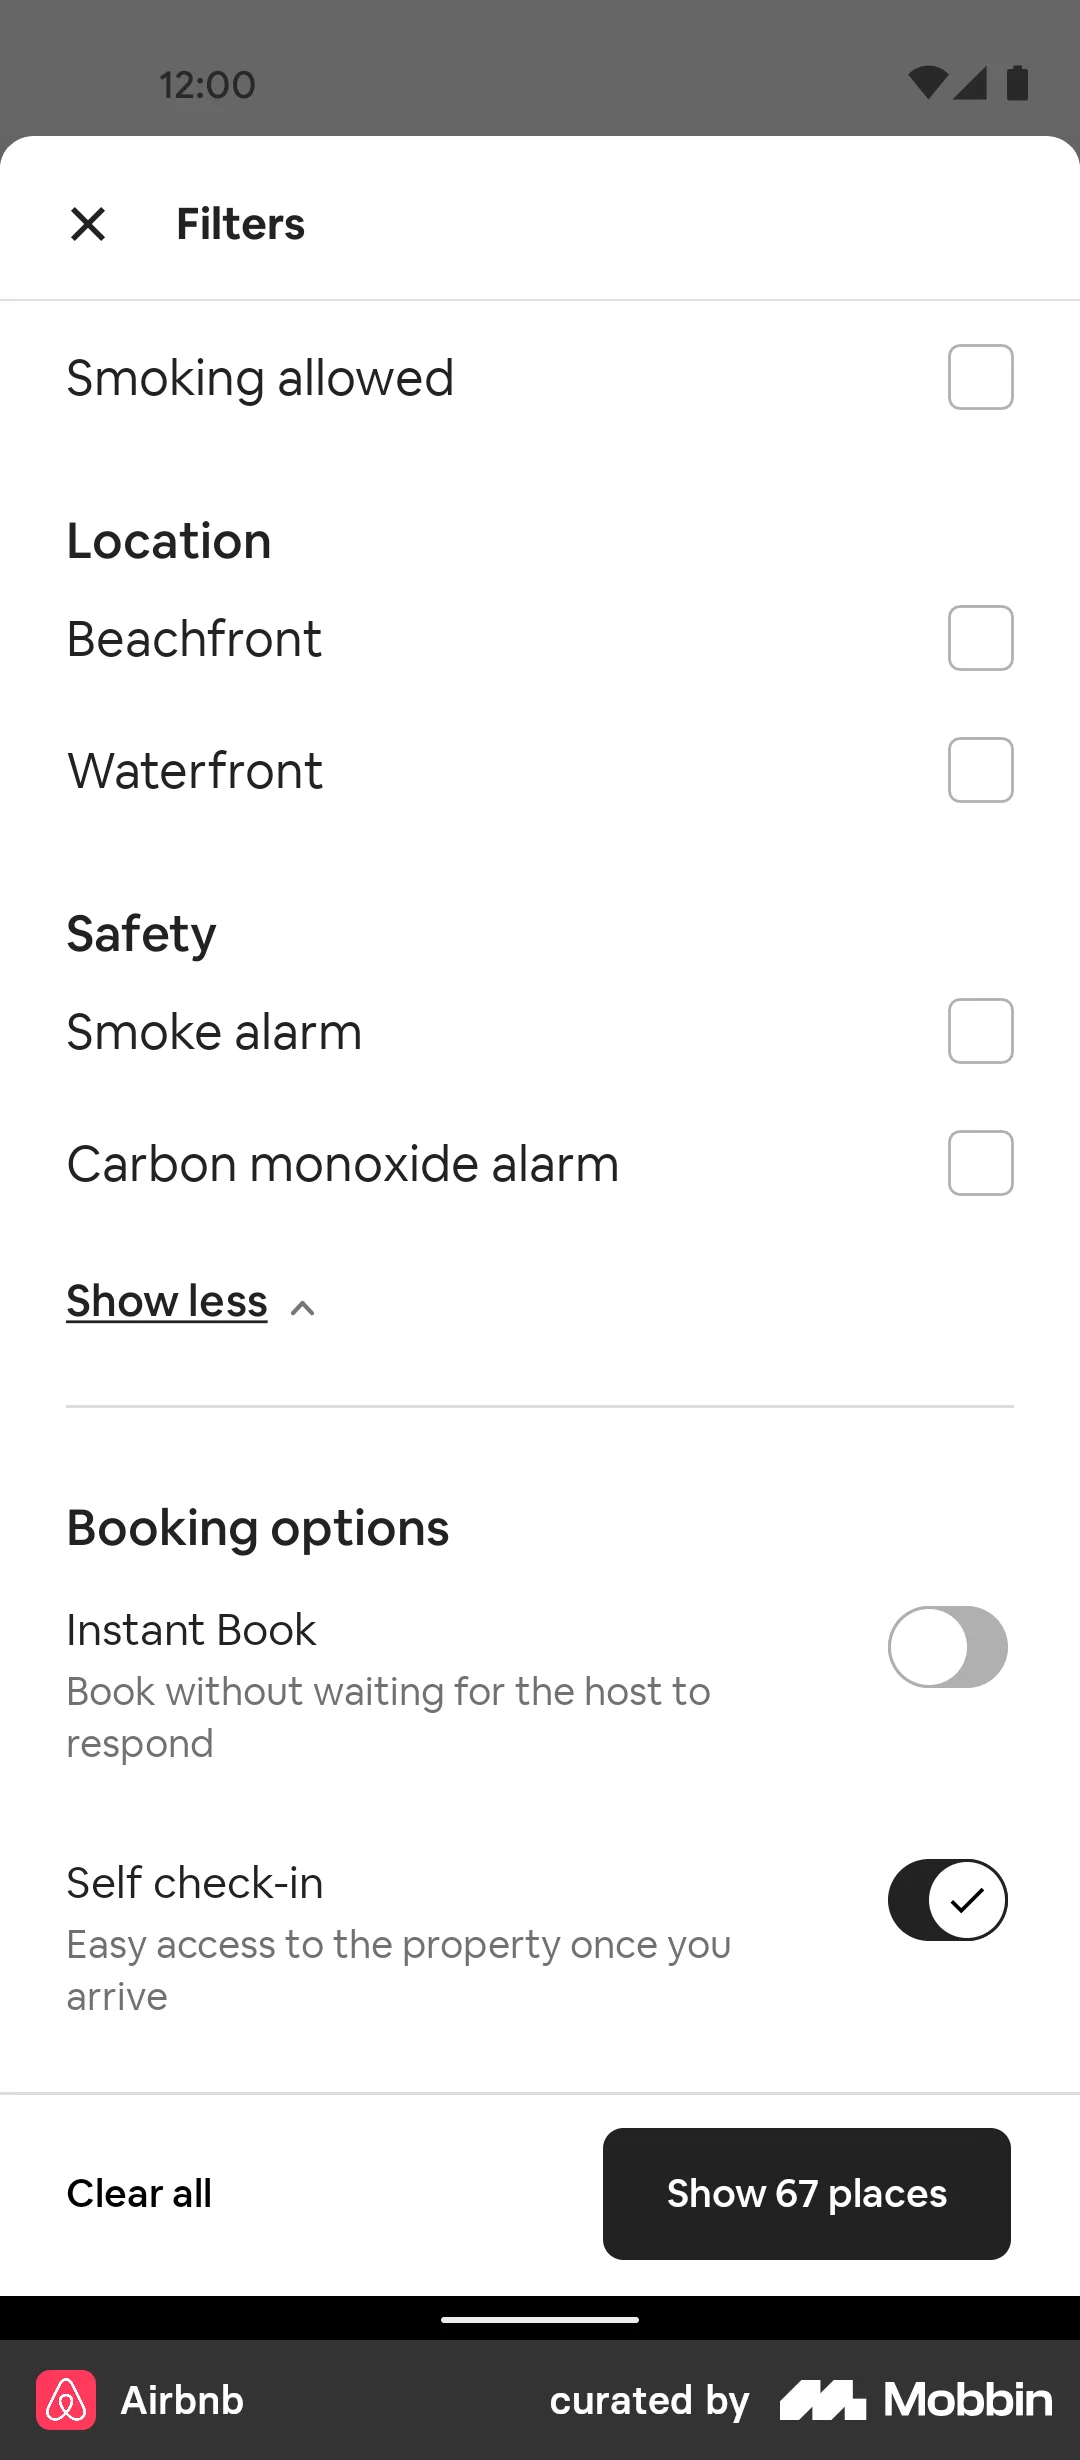 12:00
Filters
Smoking allowed
Location
Beachfront
Waterfront
Safety
Smoke alarm
Carbon monoxide alarm
Show less
Booking options
Instant Book
Book without waiting for the host to
respond
Self check-in
Easy access to the property once you
arrive
Clear all
Show 67 places
Airbnb
curated by Mobbin